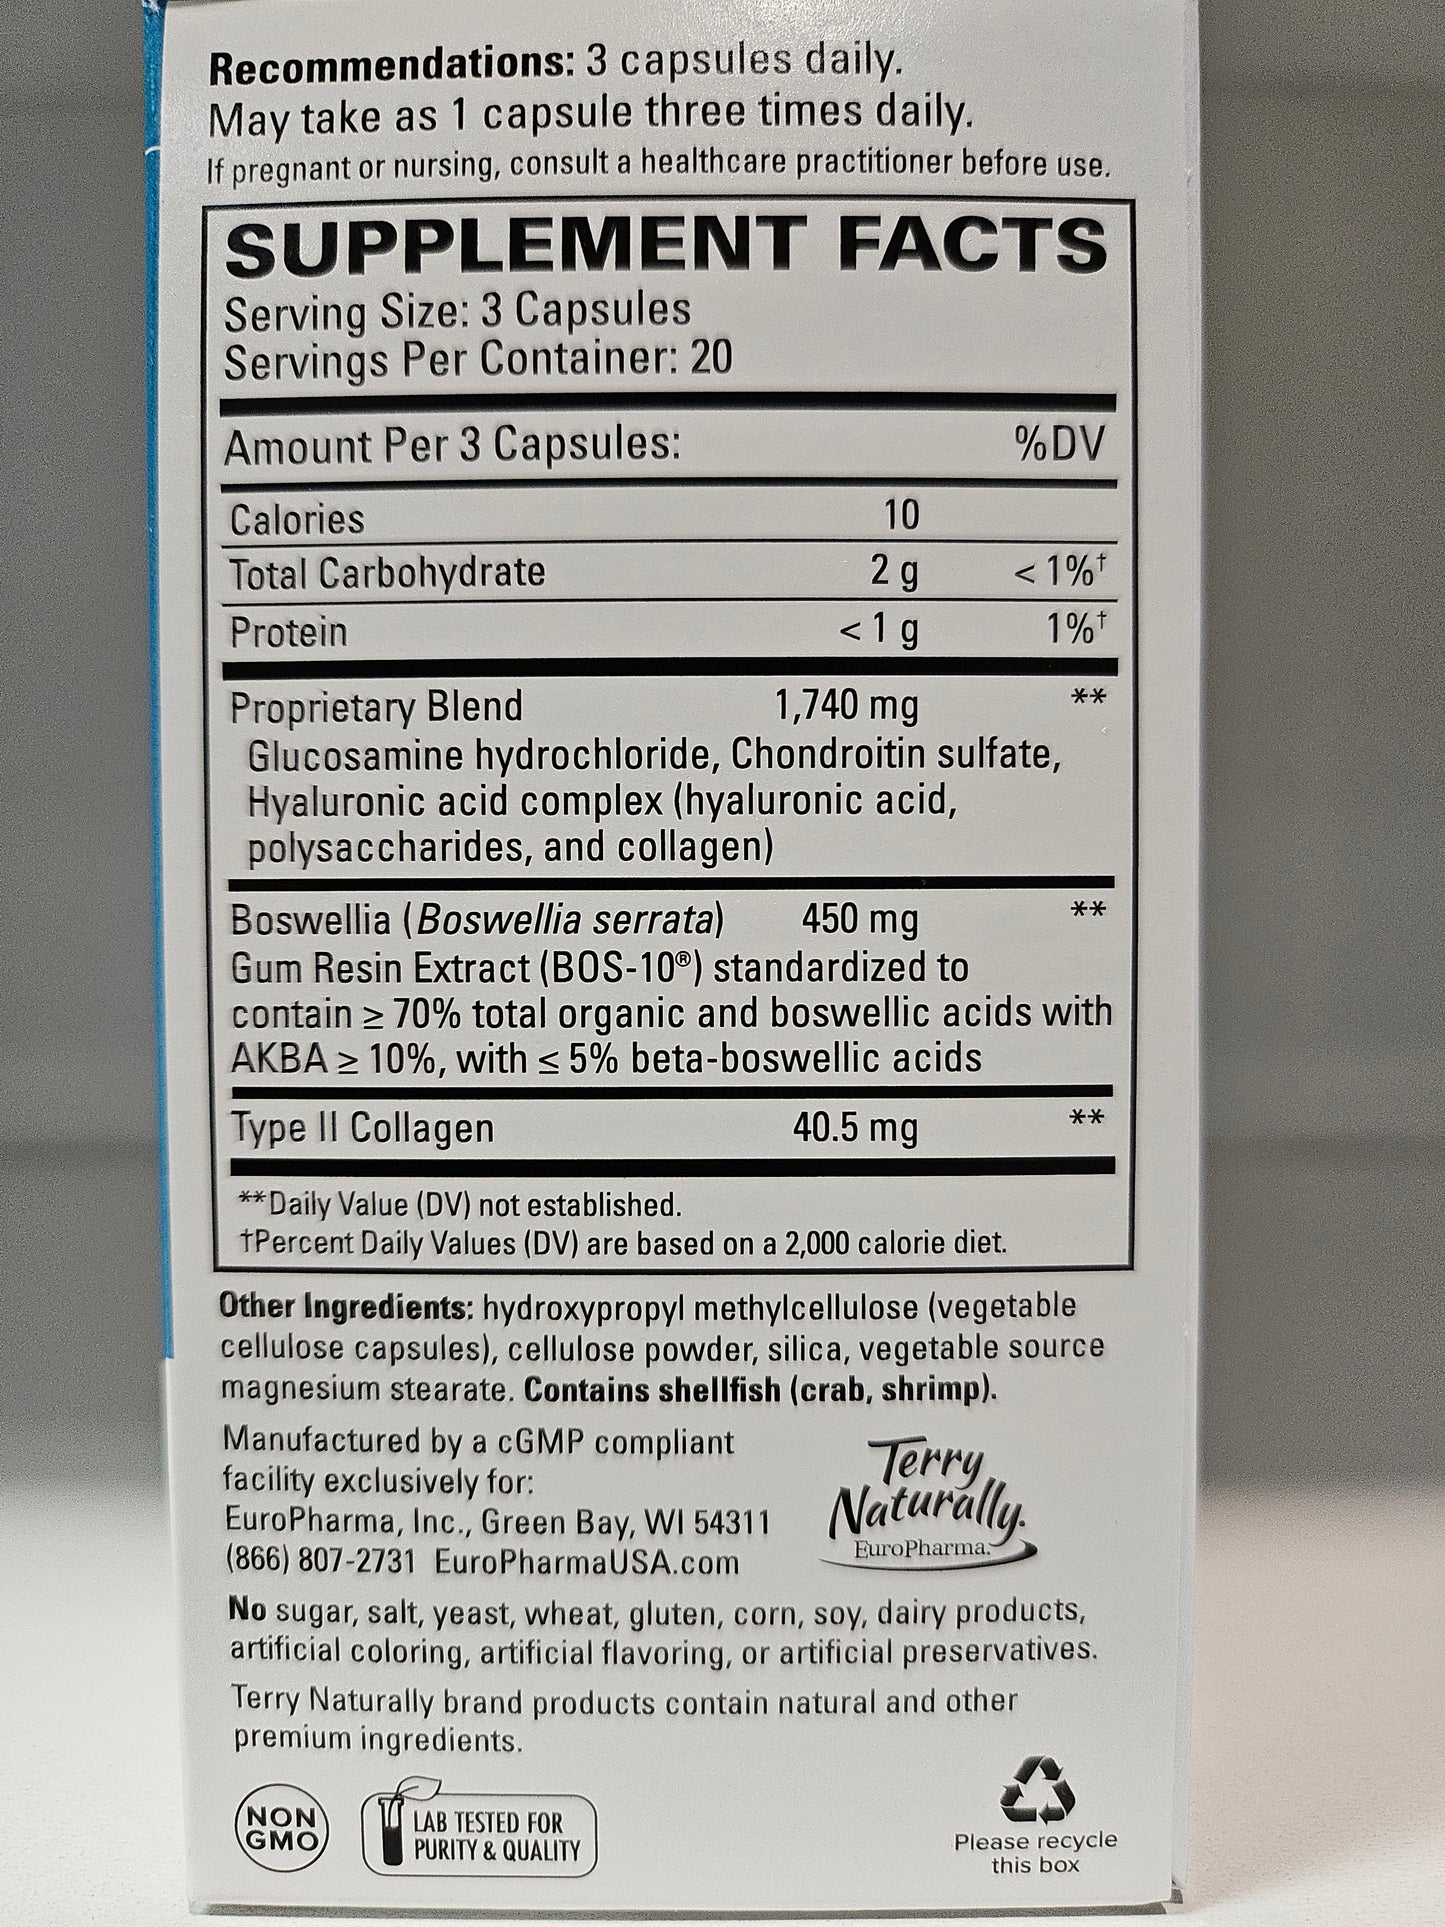 Recommendations: 3 capsules daily.
May take as 1 capsule three times daily.
If pregnant or nursing, consult a healthcare practitioner before use.
SUPPLEMENT FACTS
Serving Size: 3 Capsules
Servings Per Container: 20
Amount Per 3 Capsules: %DV
Calories 10
Total Carbohydrate 2 g < 1%†
Protein < 1 g 1%†
Proprietary Blend 1,740 mg **
Glucosamine hydrochloride, Chondroitin sulfate,
Hyaluronic acid complex (hyaluronic acid,
polysaccharides, and collagen)
Boswellia (Boswellia serrata) 450 mg **
Gum Resin Extract (BOS-10®) standardized to
contain ≥ 70% total organic and boswellic acids with
AKBA ≥ 10%, with ≤ 5% beta-boswellic acids
Type II Collagen 40.5 mg **
**Daily Value (DV) not established.
†Percent Daily Values (DV) are based on a 2,000 calorie diet.
Other Ingredients: hydroxypropyl methylcellulose (vegetable
cellulose capsules), cellulose powder, silica, vegetable source
magnesium stearate. Contains shellfish (crab, shrimp).
Manufactured by a cGMP compliant
facility exclusively for:
EuroPharma, Inc., Green Bay, WI 54311
(866) 807-2731 EuroPharmaUSA.com
Terry
Naturally.
EuroPharma.
No sugar, salt, yeast, wheat, gluten, corn, soy, dairy products,
artificial coloring, artificial flavoring, or artificial preservatives.
Terry Naturally brand products contain natural and other
premium ingredients.
NON
GMO
LAB TESTED FOR
PURITY & QUALITY
Please recycle
this box